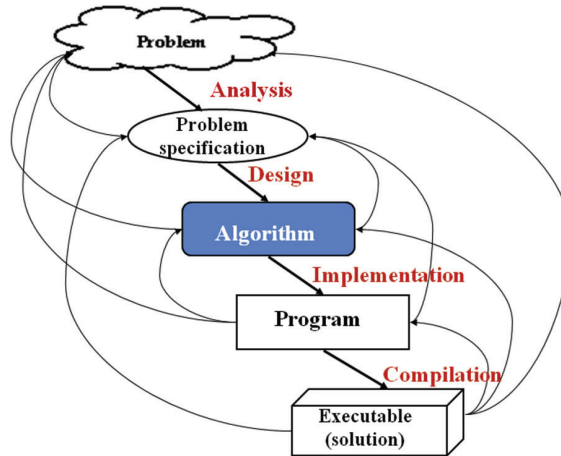 Problem
Analysis
Problem
specification
Design
Algorithm
Implementation
Program
Compilation
Executable
(solution)